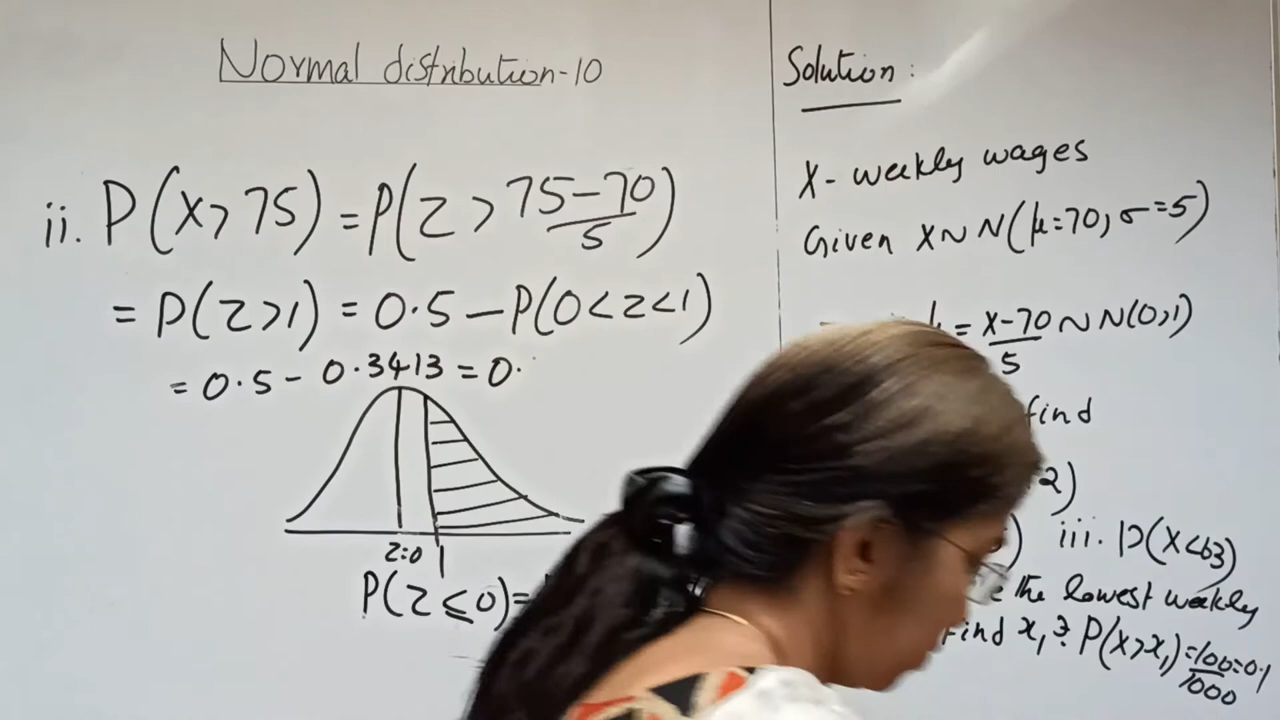 Normal distribution-10
ii. P(X>75) = P(Z > 75-70/5)
= P(Z>1) = 0.5 - P(0<Z<1)
= 0.5 - 0.3413 = 0.
z=0 1
P(Z≤0)=
Solution:
X- weekly wages
Given X~N(μ=70, σ=5)
= X-70/5 ~ N(0,1)
find
2)
) iii. P(X<63)
the lowest weekly
find x₁ ? P(X>x₁) = 100/1000 = 0.1